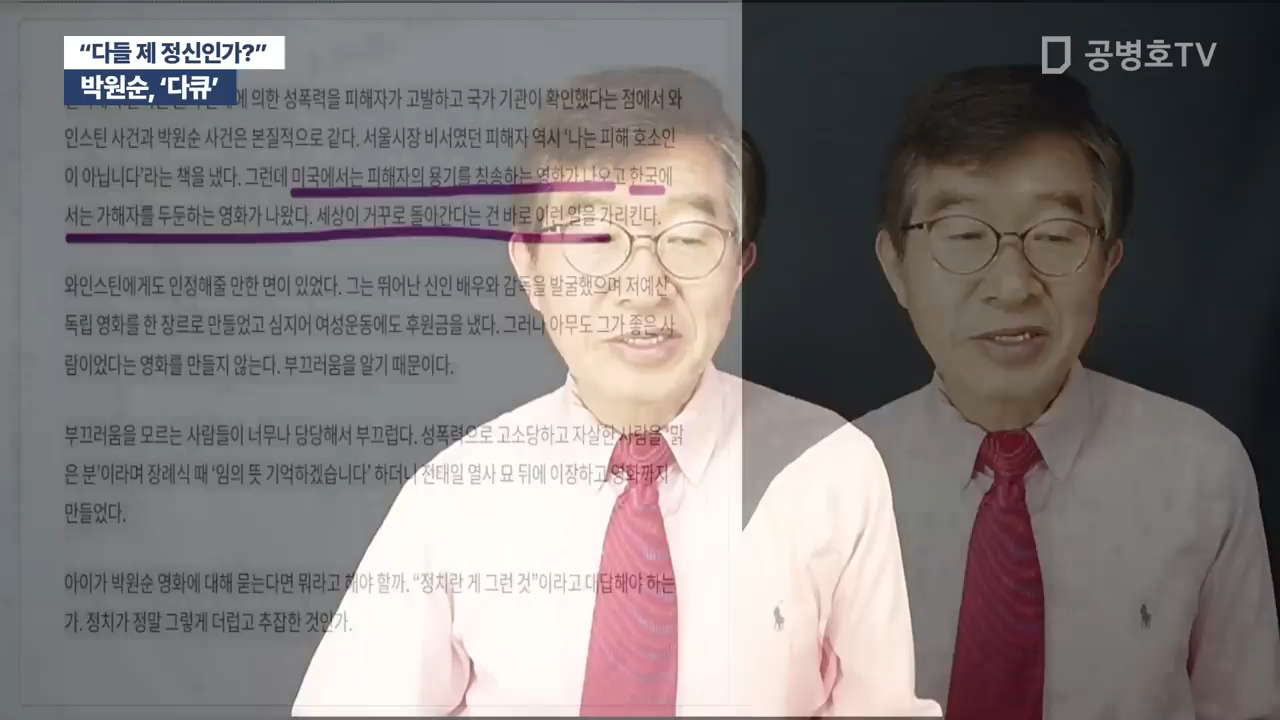 “다들 제 정신인가?”
박원순, ‘다큐’
공병호TV
에 의한 성폭력을 피해자가 고발하고 국가 기관이 확인했다는 점에서 와
인스틴 사건과 박원순 사건은 본질적으로 같다. 서울시장 비서였던 피해자 역시 ‘나는 피해 호소인
이 아닙니다’라는 책을 냈다. 그런데 미국에서는 피해자의 용기를 칭송하는 영화가 나오고 한국에
서는 가해자를 두둔하는 영화가 나왔다. 세상이 거꾸로 돌아간다는 건 바로 이런 일을 가리킨다.
와인스틴에게도 인정해줄 만한 면이 있었다. 그는 뛰어난 신인 배우와 감독을 발굴했으며 저예산
독립 영화를 한 장르로 만들었고 심지어 여성운동에도 후원금을 냈다. 그러나 아무도 그가 좋은 사
람이었다는 영화를 만들지 않는다. 부끄러움을 알기 때문이다.
부끄러움을 모르는 사람들이 너무나 당당해서 부끄럽다. 성폭력으로 고소당하고 자살한 사람을 ‘맑
은 분’이라며 장례식 때 ‘임의 뜻 기억하겠습니다’ 하더니 전태일 열사 묘 뒤에 이장하고 영화까지
만들었다.
아이가 박원순 영화에 대해 묻는다면 뭐라고 해야 할까. “정치란 게 그런 것”이라고 대답해야 하는
가. 정치가 정말 그렇게 더럽고 추잡한 것인가.